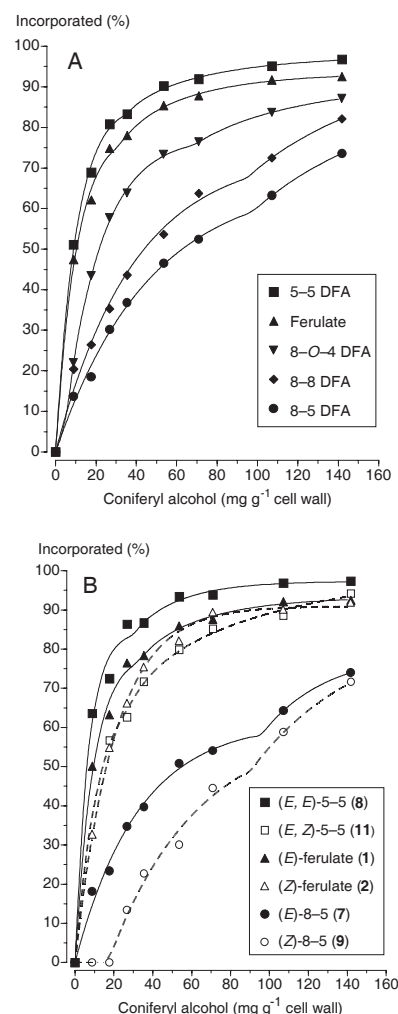 Incorporated (%)
A
100
90
80
70
60
50
40
30
20
10
0
5–5 DFA
Ferulate
8–O–4 DFA
8–8 DFA
8–5 DFA
0 20 40 60 80 100 120 140 160
Coniferyl alcohol (mg g-1 cell wall)
Incorporated (%)
B
100
90
80
70
60
50
40
30
20
10
0
(E, E)-5–5 (8)
(E, Z)-5–5 (11)
(E)-ferulate (1)
(Z)-ferulate (2)
(E)-8–5 (7)
(Z)-8–5 (9)
0 20 40 60 80 100 120 140 160
Coniferyl alcohol (mg g-1 cell wall)